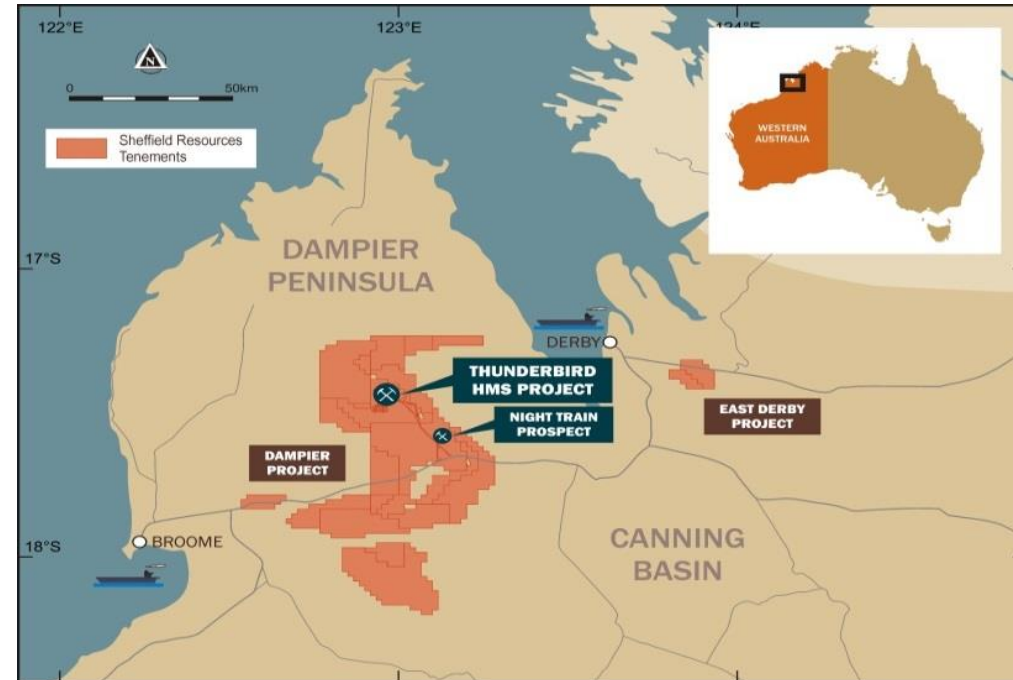 122°E
123°E
124°E
0
50km
Sheffield Resources
Tenements
WESTERN
AUSTRALIA
DAMPIER
PENINSULA
17°S
DERBY
THUNDERBIRD
HMS PROJECT
NIGHT TRAIN
PROSPECT
EAST DERBY
PROJECT
DAMPIER
PROJECT
BROOME
CANNING
BASIN
18°S